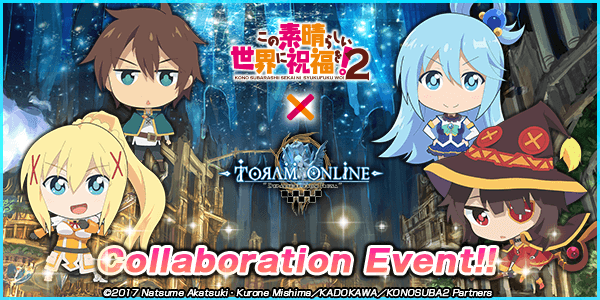 この素晴らしい
世界に祝福を!2
KONO SUBARASHII SEKAI NI SYUKUFUKU WO!
×
TORAM ONLINE
Collaboration Event!!
©2017 Natsume Akatsuki・Kurone Mishima／KADOKAWA／KONOSUBA2 Partners